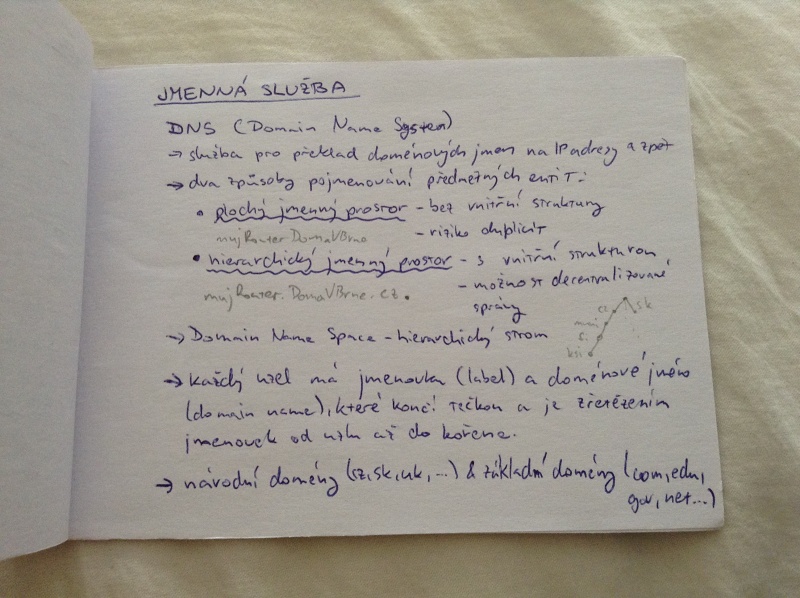 JMENNÁ SLUŽBA
DNS (Domain Name System)
→ služba pro překlad doménových jmen na IP adresy a zpět
→ dva způsoby pojmenování předmětných entit:
• plochý jmenný prostor - bez vnitřní struktury
mujRouterDomaVBrne - riziko duplicit
• hierarchický jmenný prostor - s vnitřní strukturou
mujRouter.DomaVBrne.cz. - možnost decentralizované
správy
→ Domain Name Space - hierarchický strom
cz sk
muni
fi
→ každý uzel má jmenovku (label) a doménové jméno
(domain name), které končí tečkou a je zřetězením
jmenovek od uzlu až do kořene.
→ národní domény (cz, sk, uk, ...) & základní domény (com, edu,
gov, net...)